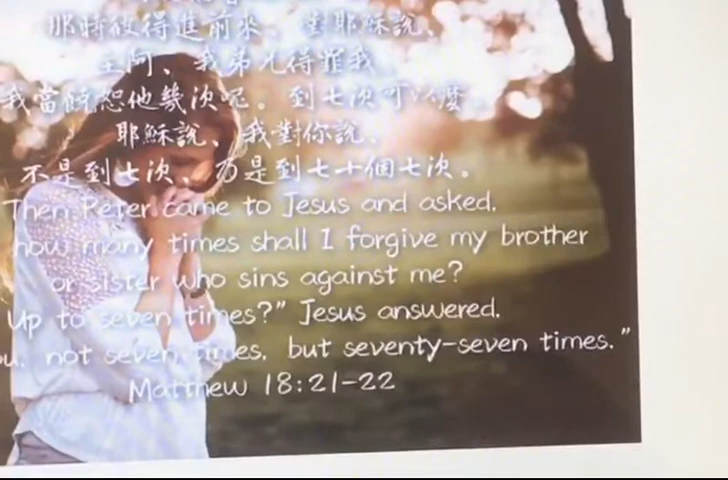 那時彼得進前來、對耶穌說、
主阿、我弟兄得罪我、
我當饒恕他幾次呢。到七次可以麼
耶穌說、我對你說、
不是到七次、乃是到七十個七次。
Then Peter came to Jesus and asked,
how many times shall I forgive my brother
or sister who sins against me?
Up to seven times?" Jesus answered,
not seven times, but seventy-seven times."
Matthew 18:21-22